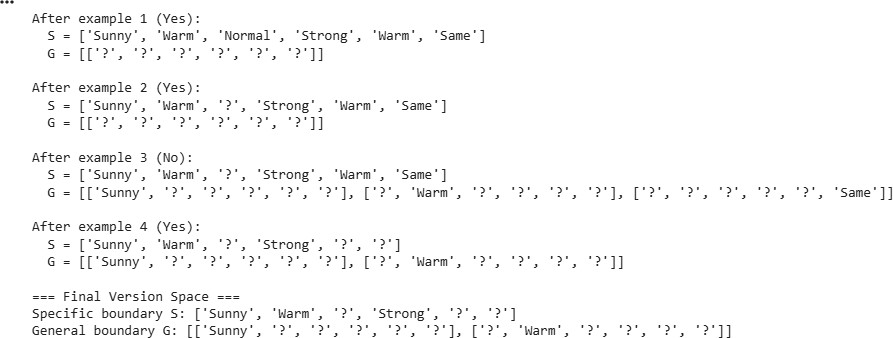 •••
After example 1 (Yes):
S = ['Sunny', 'Warm', 'Normal', 'Strong', 'Warm', 'Same']
G = [['?', '?', '?', '?', '?', '?']]
After example 2 (Yes):
S = ['Sunny', 'Warm', '?', 'Strong', 'Warm', 'Same']
G = [['?', '?', '?', '?', '?', '?']]
After example 3 (No):
S = ['Sunny', 'Warm', '?', 'Strong', 'Warm', 'Same']
G = [['Sunny', '?', '?', '?', '?', '?'], ['?', 'Warm', '?', '?', '?', '?'], ['?', '?', '?', '?', '?', 'Same']]
After example 4 (Yes):
S = ['Sunny', 'Warm', '?', 'Strong', '?', '?']
G = [['Sunny', '?', '?', '?', '?', '?'], ['?', 'Warm', '?', '?', '?', '?']]
=== Final Version Space ===
Specific boundary S: ['Sunny', 'Warm', '?', 'Strong', '?', '?']
General boundary G: [['Sunny', '?', '?', '?', '?', '?'], ['?', 'Warm', '?', '?', '?', '?']]